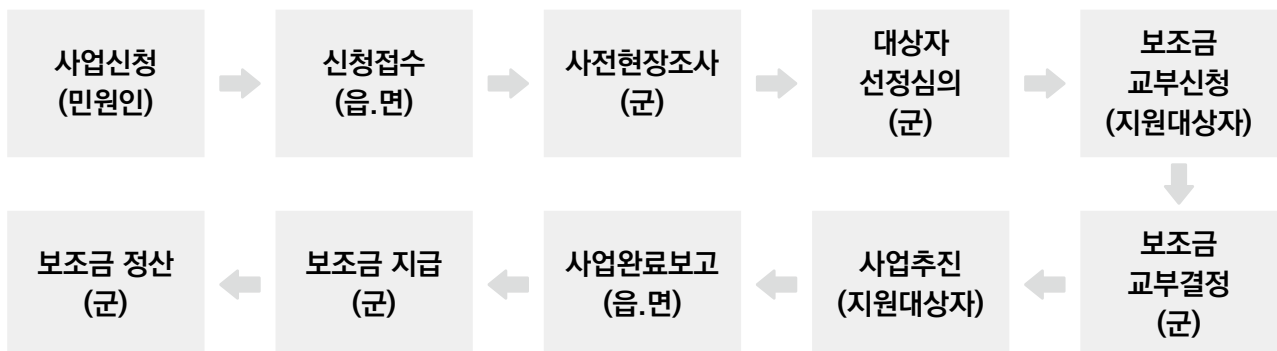 사업신청
(민원인)
신청접수
(읍.면)
사전현장조사
(군)
대상자
선정심의
(군)
보조금
교부신청
(지원대상자)
보조금
교부결정
(군)
사업추진
(지원대상자)
사업완료보고
(읍.면)
보조금 지급
(군)
보조금 정산
(군)